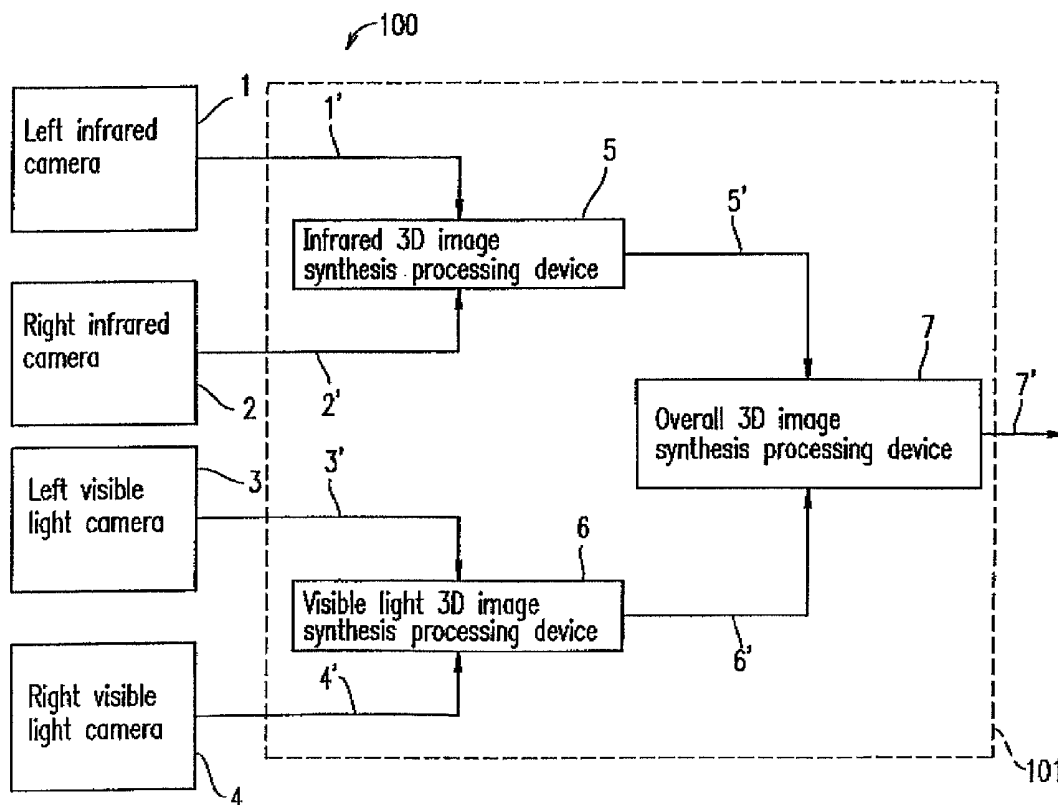 100
1
Left infrared
camera
1'
5
Infrared 3D image
synthesis processing device
5'
Right infrared
camera
2
2'
7
7'
Overall 3D image
synthesis processing device
Left visible
light camera
3
3'
6
Visible light 3D image
synthesis processing device
6'
Right visible
light camera
4
4'
101